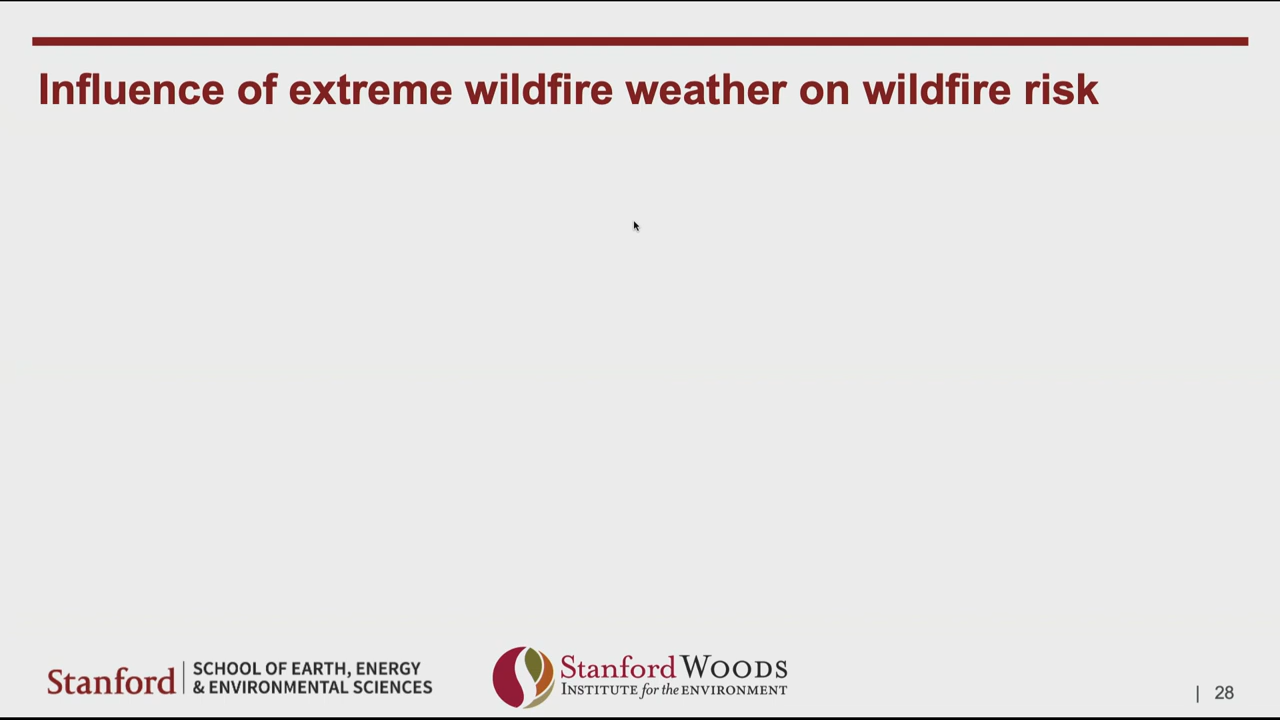 Influence of extreme wildfire weather on wildfire risk
Stanford | SCHOOL OF EARTH, ENERGY
& ENVIRONMENTAL SCIENCES
Stanford WOODS
INSTITUTE for the ENVIRONMENT
| 28